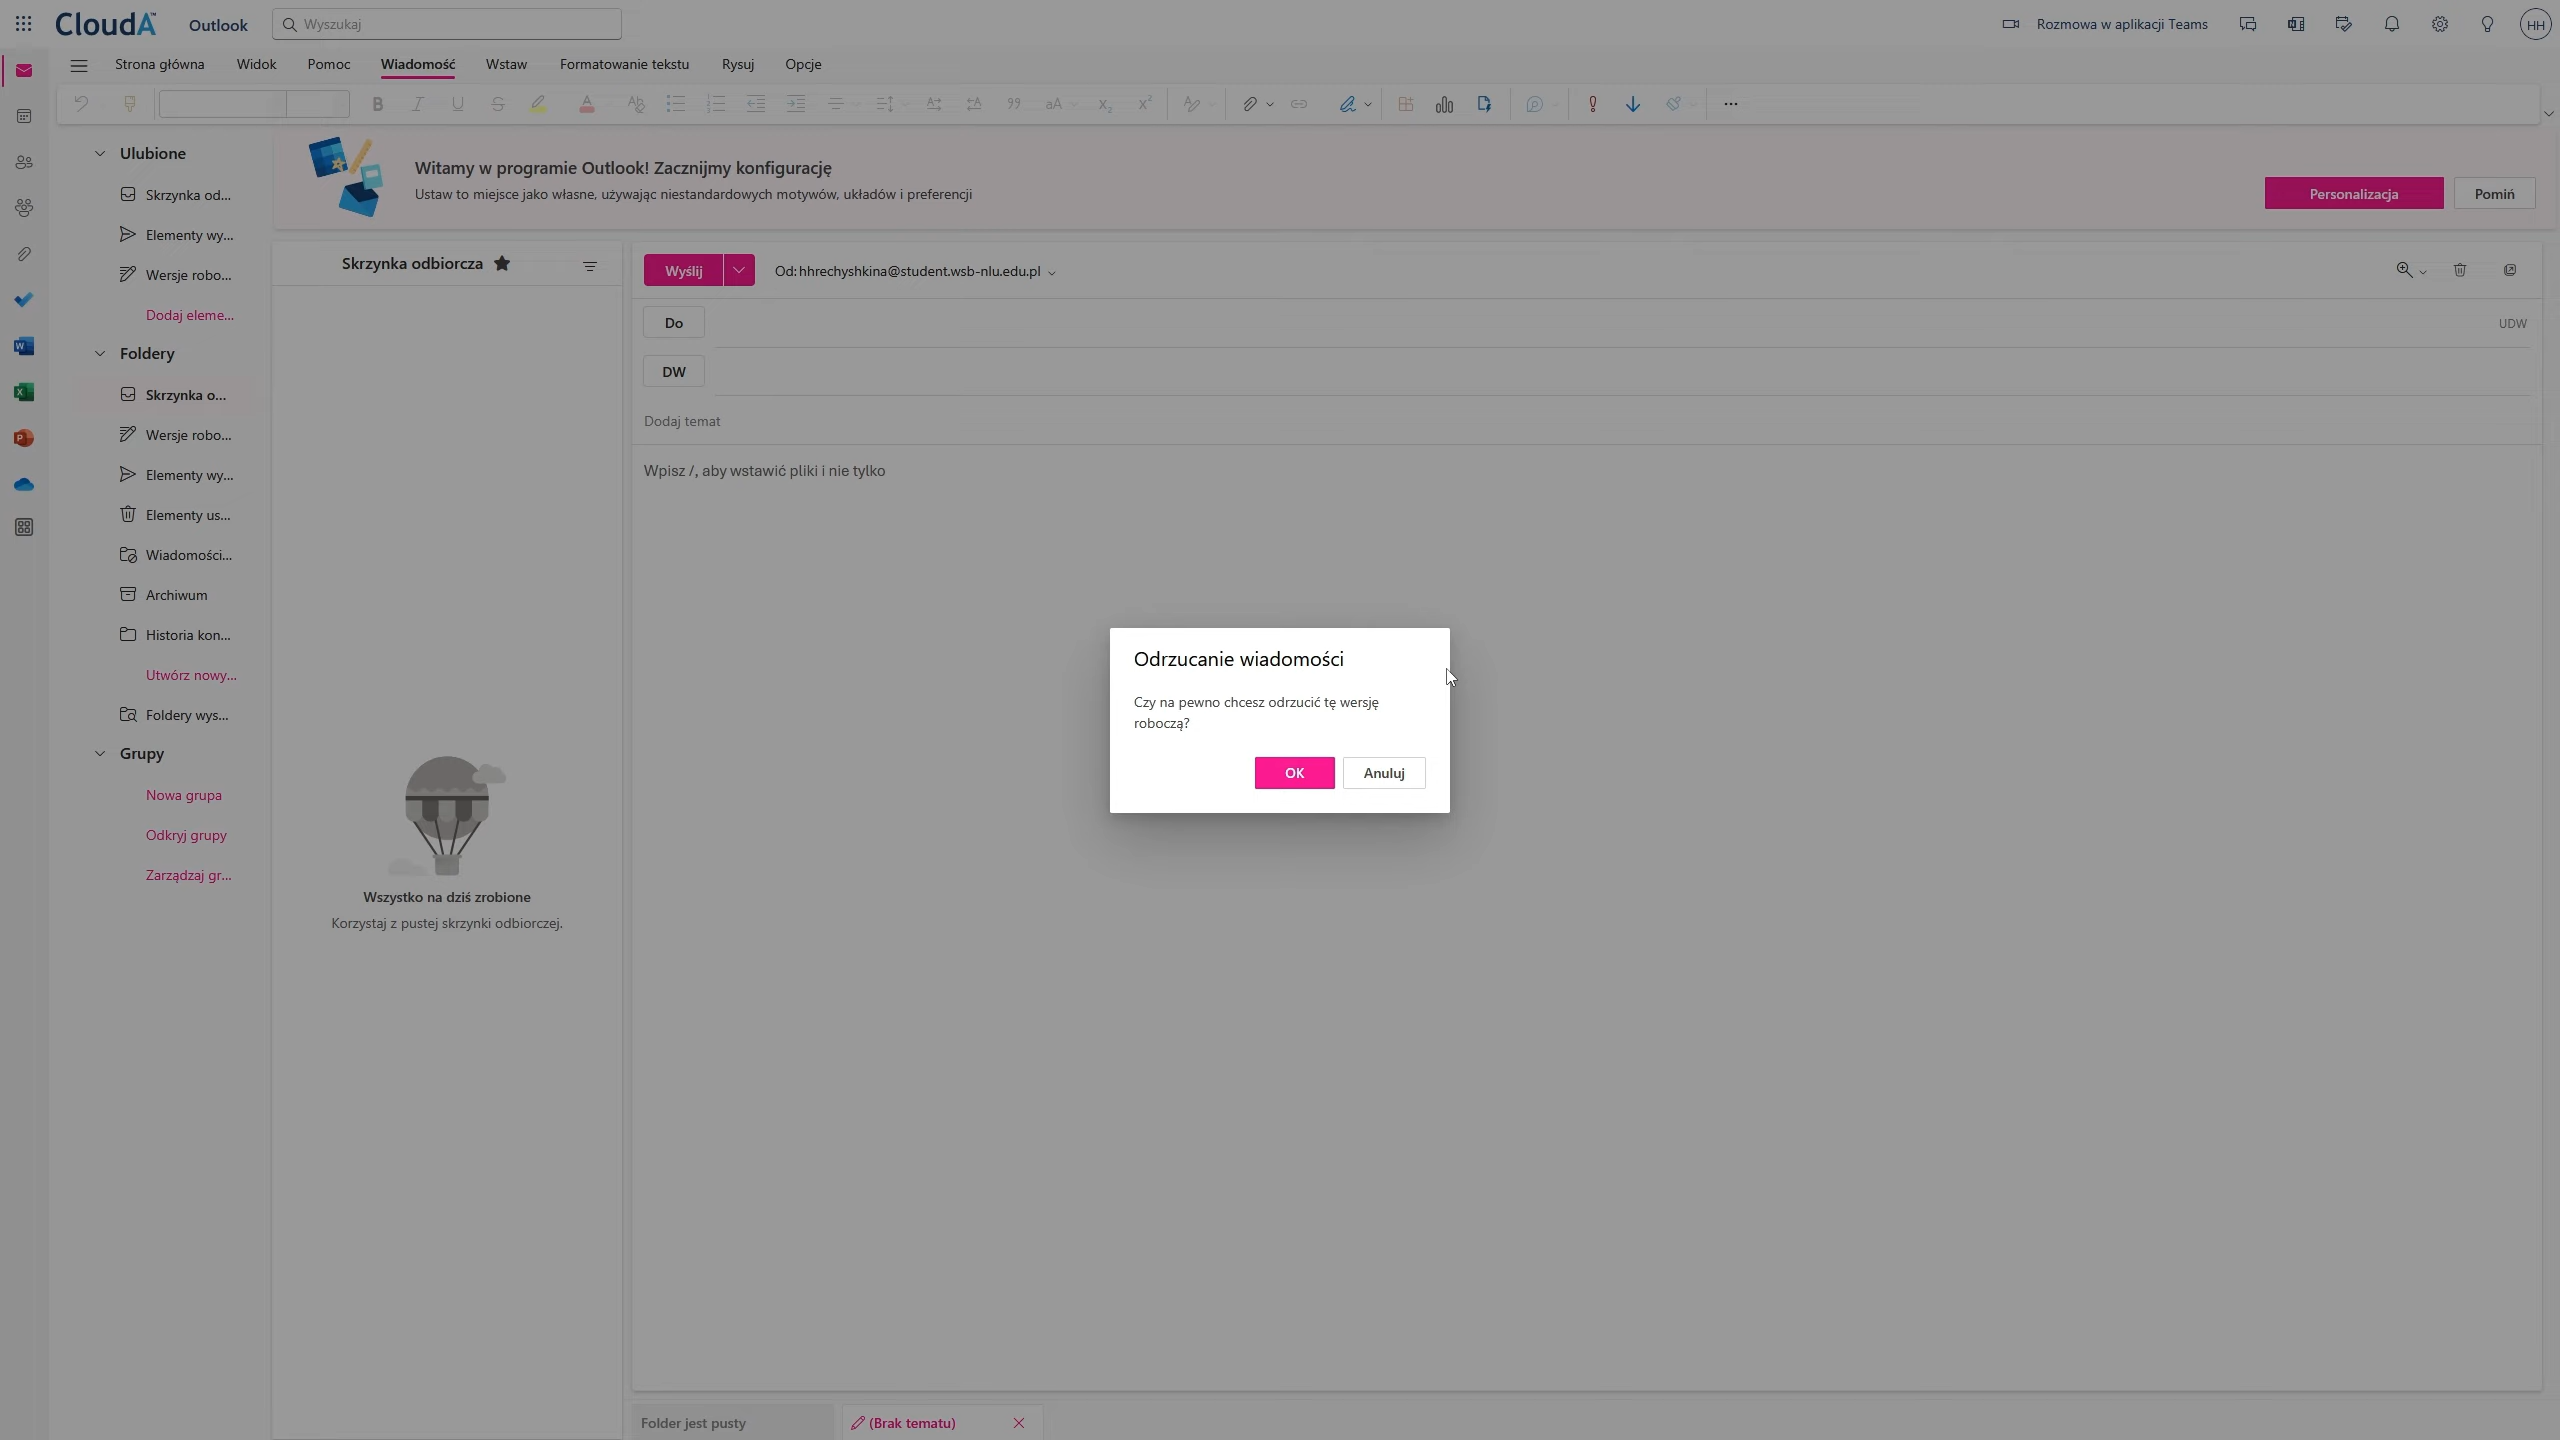 CloudA
Outlook
Wyszukaj
Rozmowa w aplikacji Teams
HH
Strona główna
Widok
Pomoc
Wiadomość
Wstaw
Formatowanie tekstu
Rysuj
Opcje
Ulubione
Skrzynka od...
Elementy wy...
Wersje robo...
Dodaj eleme...
Foldery
Skrzynka o...
Wersje robo...
Elementy wy...
Elementy us...
Wiadomości...
Archiwum
Historia kon...
Utwórz nowy...
Foldery wys...
Grupy
Nowa grupa
Odkryj grupy
Zarządzaj gr...
Witamy w programie Outlook! Zacznijmy konfigurację
Ustaw to miejsce jako własne, używając niestandardowych motywów, układów i preferencji
Personalizacja
Pomiń
Skrzynka odbiorcza
Wszystko na dziś zrobione
Korzystaj z pustej skrzynki odbiorczej.
Wyślij
Od: hhrechyshkina@student.wsb-nlu.edu.pl
Do
UDW
DW
Dodaj temat
Wpisz /, aby wstawić pliki i nie tylko
Odrzucanie wiadomości
Czy na pewno chcesz odrzucić tę wersję
roboczą?
OK
Anuluj
Folder jest pusty
(Brak tematu)